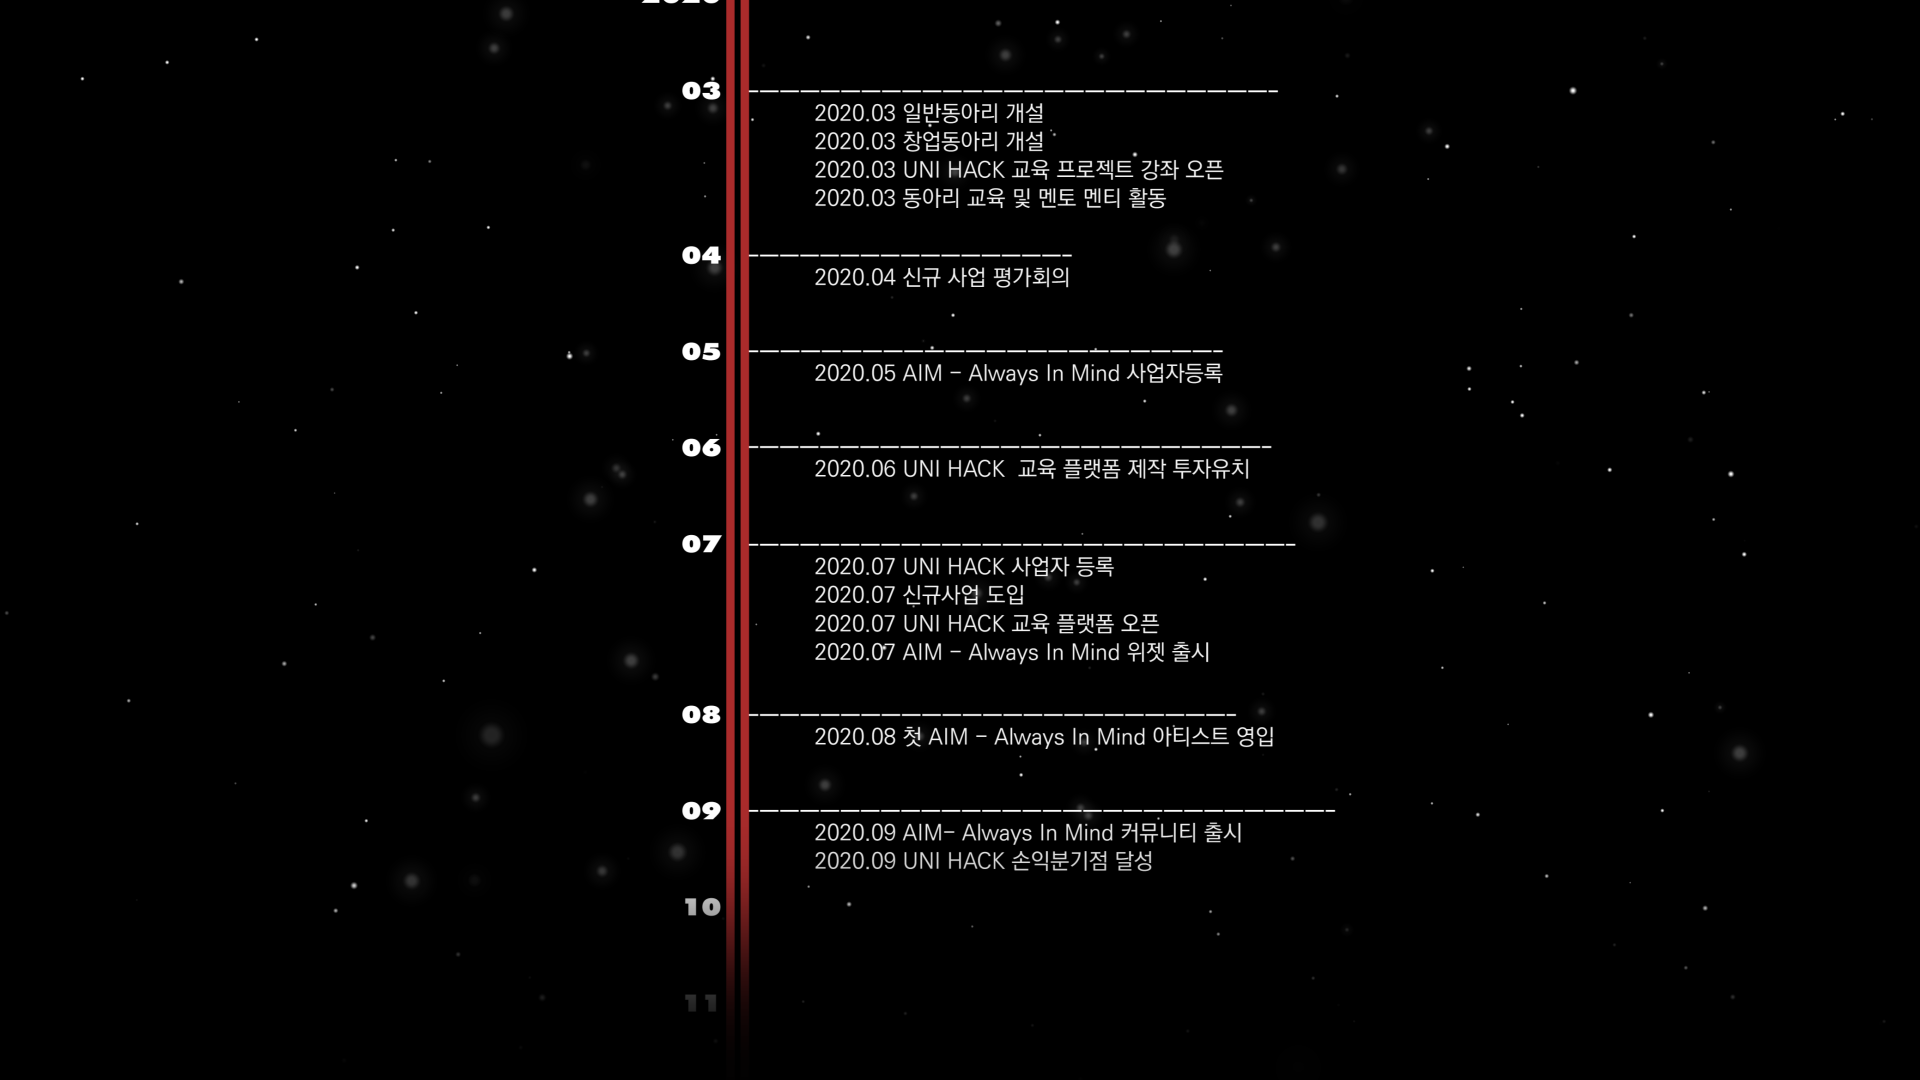 2020
03
2020.03 일반동아리 개설
2020.03 창업동아리 개설
2020.03 UNI HACK 교육 프로젝트 강좌 오픈
2020.03 동아리 교육 및 멘토 멘티 활동
04
2020.04 신규 사업 평가회의
05
2020.05 AIM - Always In Mind 사업자등록
06
2020.06 UNI HACK  교육 플랫폼 제작 투자유치
07
2020.07 UNI HACK 사업자 등록
2020.07 신규사업 도입
2020.07 UNI HACK 교육 플랫폼 오픈
2020.07 AIM - Always In Mind 위젯 출시
08
2020.08 첫 AIM - Always In Mind 아티스트 영입
09
2020.09 AIM- Always In Mind 커뮤니티 출시
2020.09 UNI HACK 손익분기점 달성
10
11